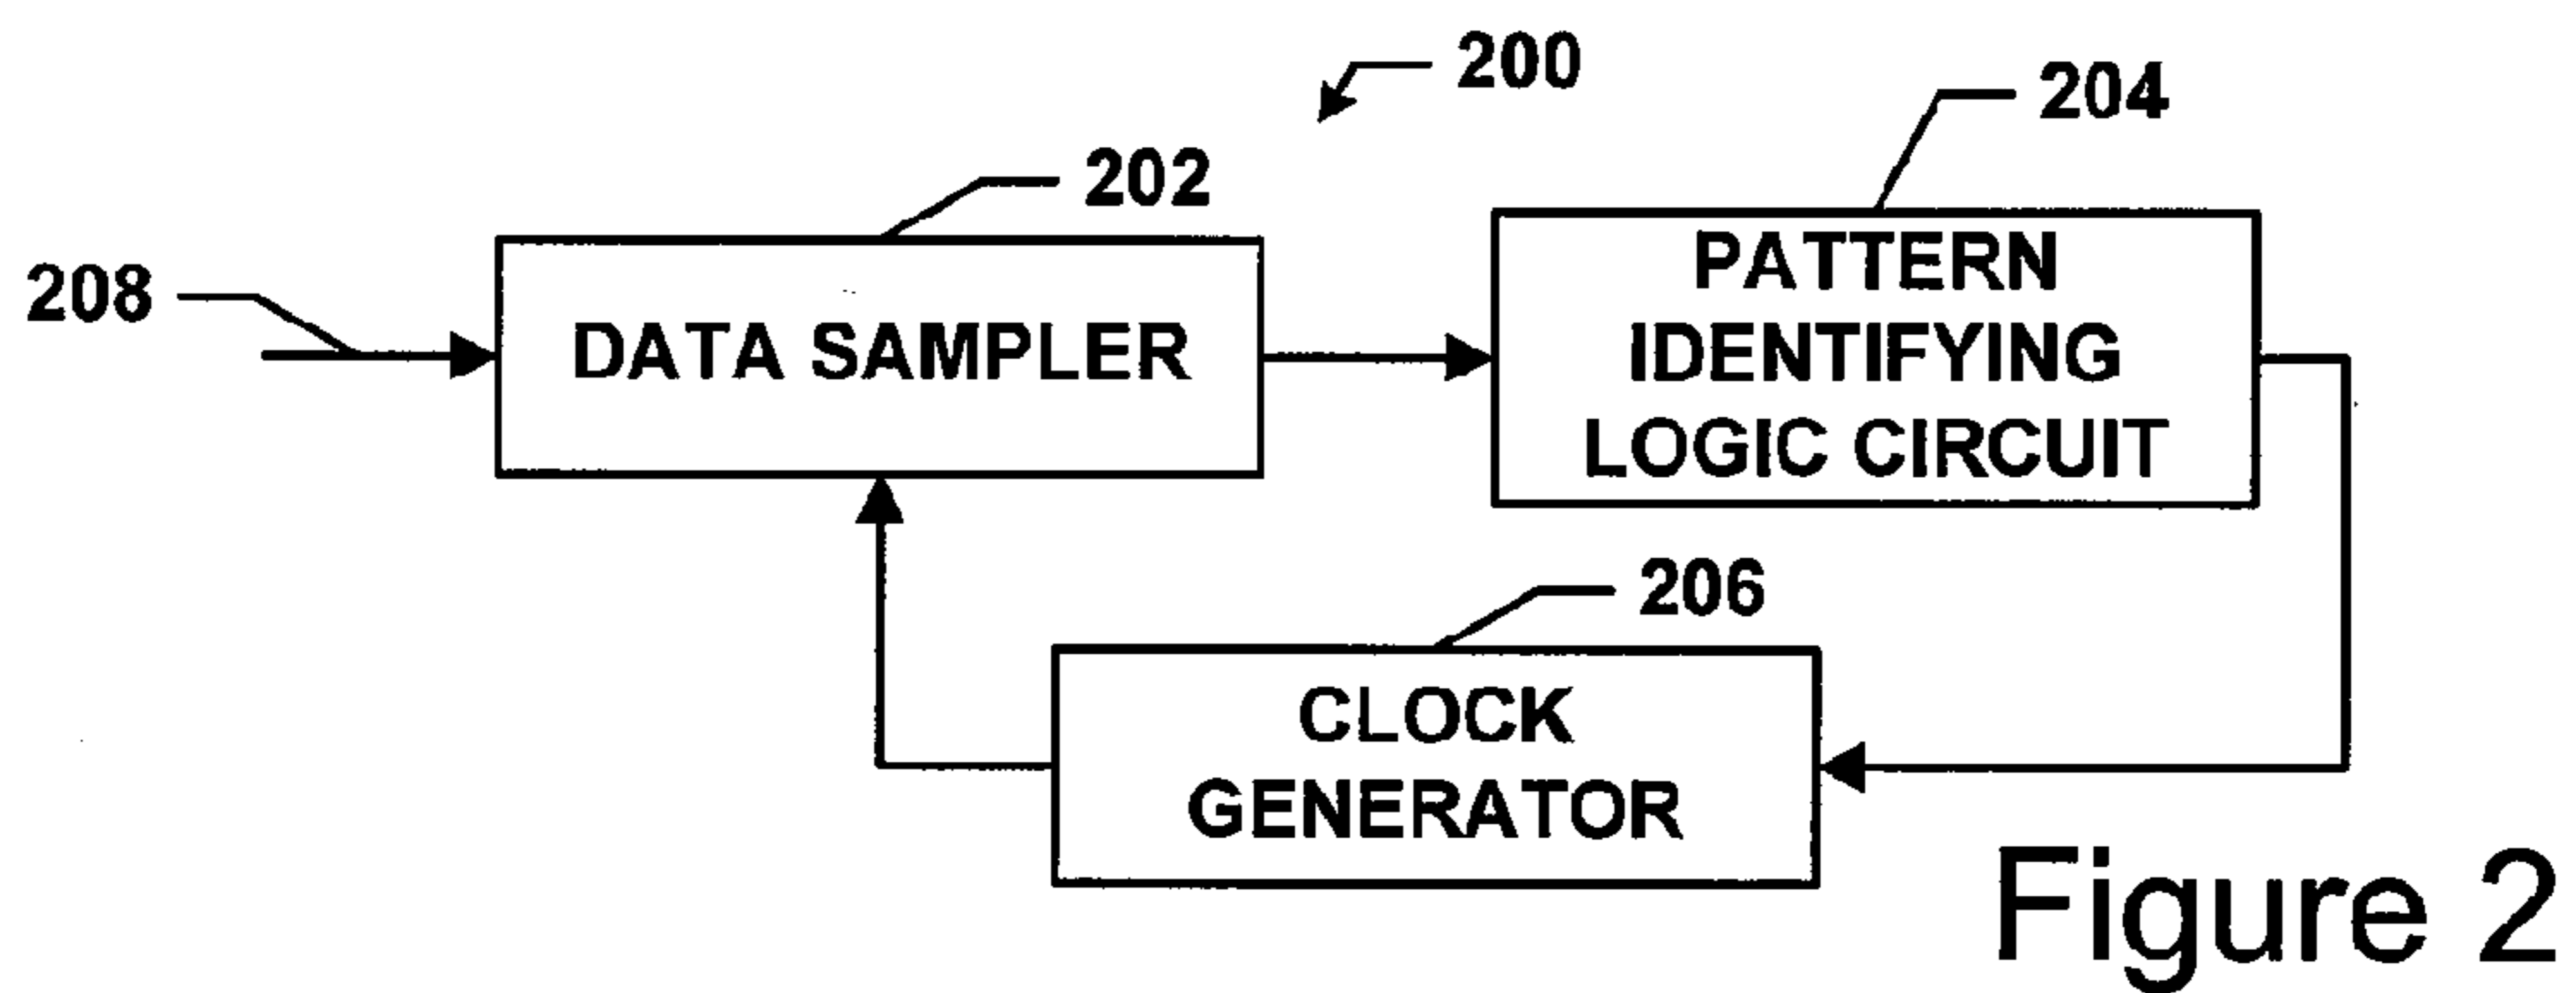 200
204
202
208
DATA SAMPLER
PATTERN
IDENTIFYING
LOGIC CIRCUIT
206
CLOCK
GENERATOR
Figure 2